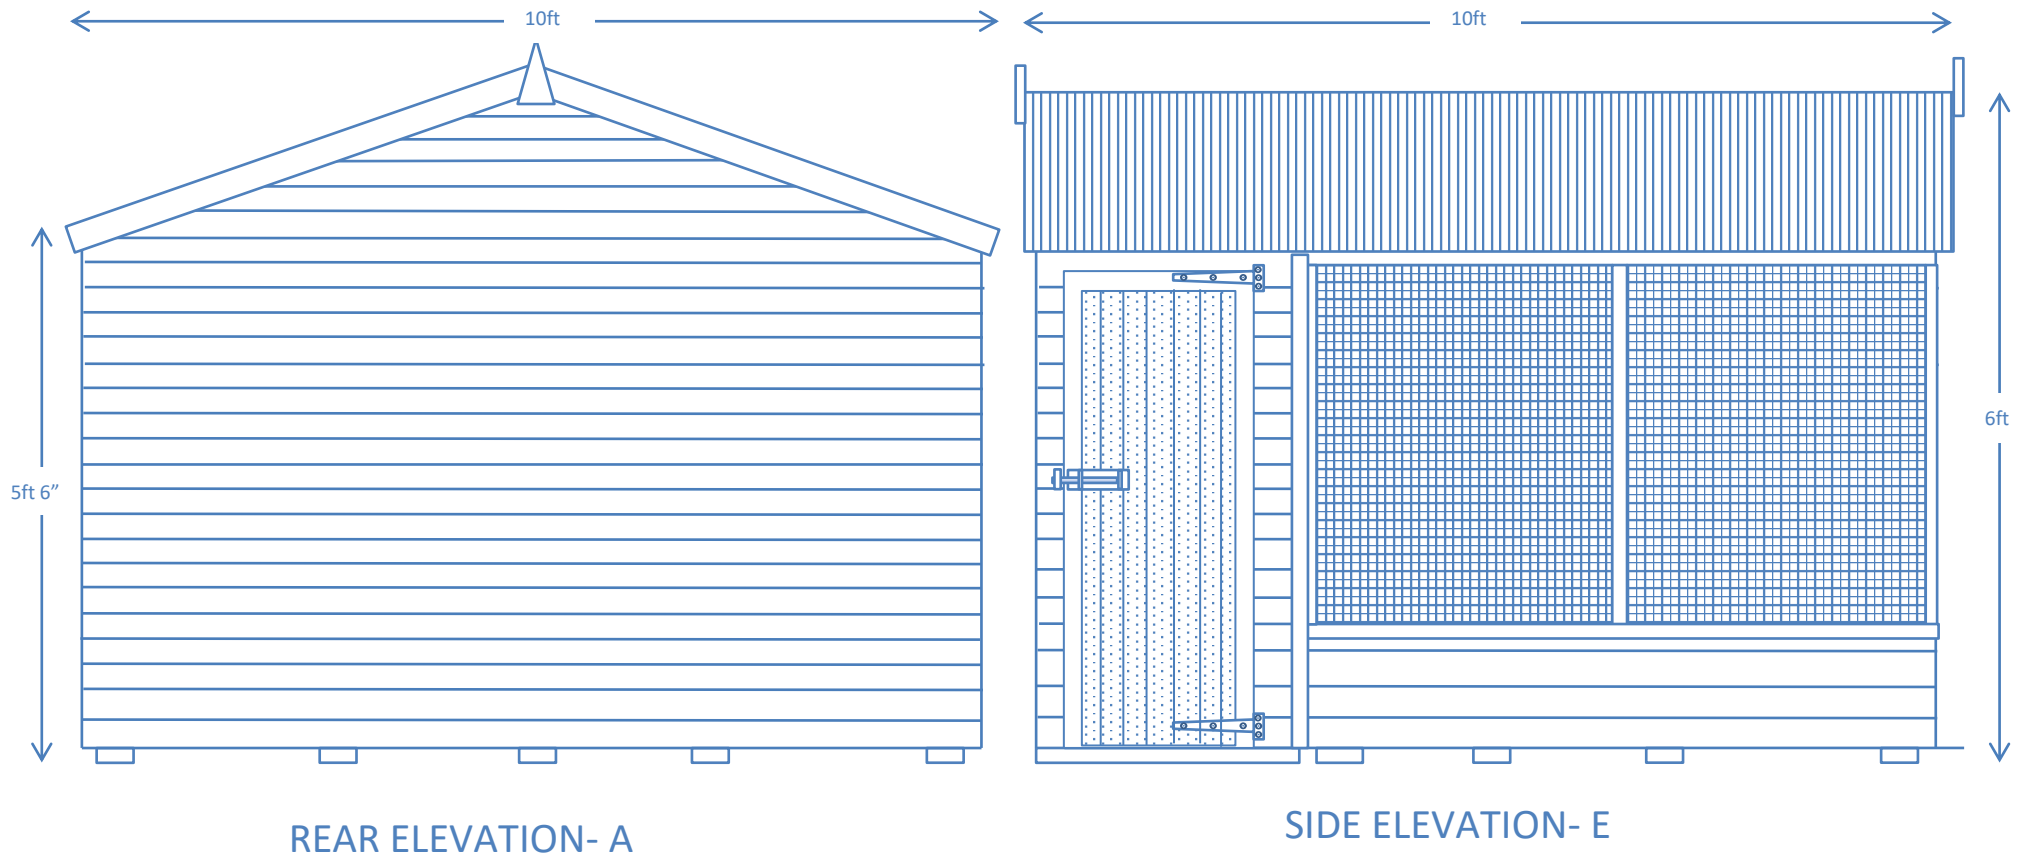 10ft
10ft
5ft 6”
6ft
REAR ELEVATION- A
SIDE ELEVATION- E